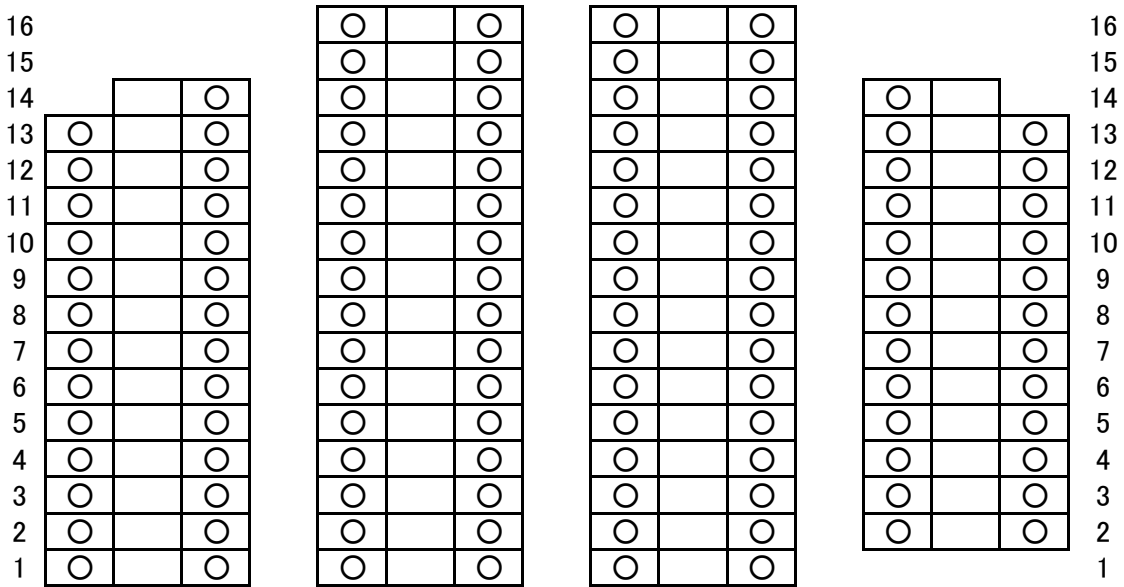 16 ○ ○ ○ ○ 16
15 ○ ○ ○ ○ 15
14 ○ ○ ○ ○ ○ ○ 14
13 ○ ○ ○ ○ ○ ○ ○ ○ 13
12 ○ ○ ○ ○ ○ ○ ○ ○ 12
11 ○ ○ ○ ○ ○ ○ ○ ○ 11
10 ○ ○ ○ ○ ○ ○ ○ ○ 10
9 ○ ○ ○ ○ ○ ○ ○ ○ 9
8 ○ ○ ○ ○ ○ ○ ○ ○ 8
7 ○ ○ ○ ○ ○ ○ ○ ○ 7
6 ○ ○ ○ ○ ○ ○ ○ ○ 6
5 ○ ○ ○ ○ ○ ○ ○ ○ 5
4 ○ ○ ○ ○ ○ ○ ○ ○ 4
3 ○ ○ ○ ○ ○ ○ ○ ○ 3
2 ○ ○ ○ ○ ○ ○ ○ ○ 2
1 ○ ○ ○ ○ ○ ○ 1